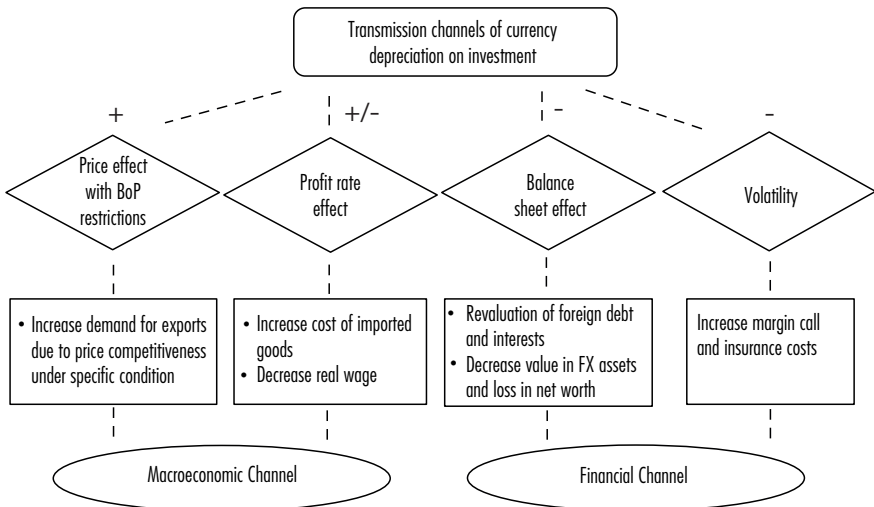 Transmission channels of currency
depreciation on investment
+
+/-
-
-
Price effect
with BoP
restrictions
Profit rate
effect
Balance
sheet effect
Volatility
• Increase demand for exports
due to price competitiveness
under specific condition
• Increase cost of imported
goods
• Decrease real wage
• Revaluation of foreign debt
and interests
• Decrease value in FX assets
and loss in net worth
Increase margin call
and insurance costs
Macroeconomic Channel
Financial Channel